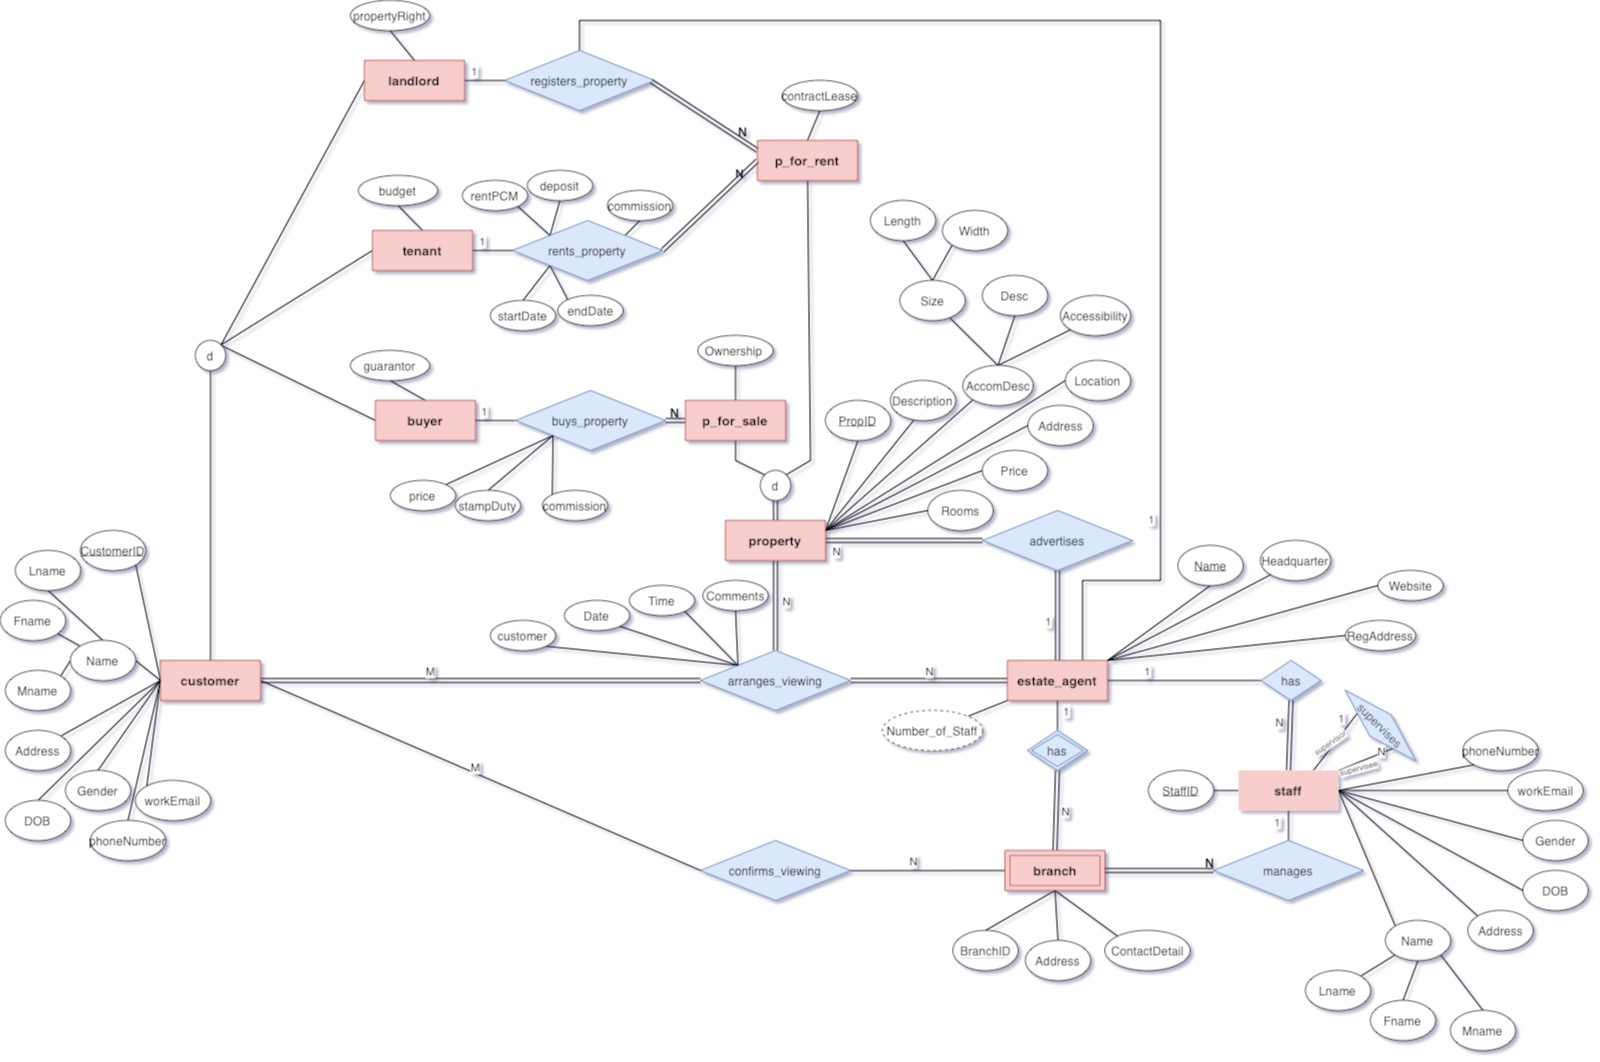 propertyRight
landlord
1
registers_property
N
contractLease
p_for_rent
N
budget
rentPCM
deposit
commission
tenant
1
rents_property
startDate
endDate
Length
Width
Size
Desc
Accessibility
d
guarantor
Ownership
AccomDesc
Location
Description
PropID
Address
buyer
1
buys_property
N
p_for_sale
price
stampDuty
commission
d
Price
Rooms
property
N
advertises
1
1
CustomerID
Lname
Fname
Name
Mname
customer
Address
DOB
Gender
phoneNumber
workEmail
customer
Date
Time
Comments
N
M
arranges_viewing
N
estate_agent
Name
Headquarter
Website
RegAddress
1
has
Number_of_Staff
1
has
N
N
supervises
1
supervisor
N
supervisee
StaffID
staff
phoneNumber
workEmail
Gender
DOB
Address
Name
Lname
Fname
Mname
1
manages
N
M
confirms_viewing
N
branch
BranchID
Address
ContactDetail